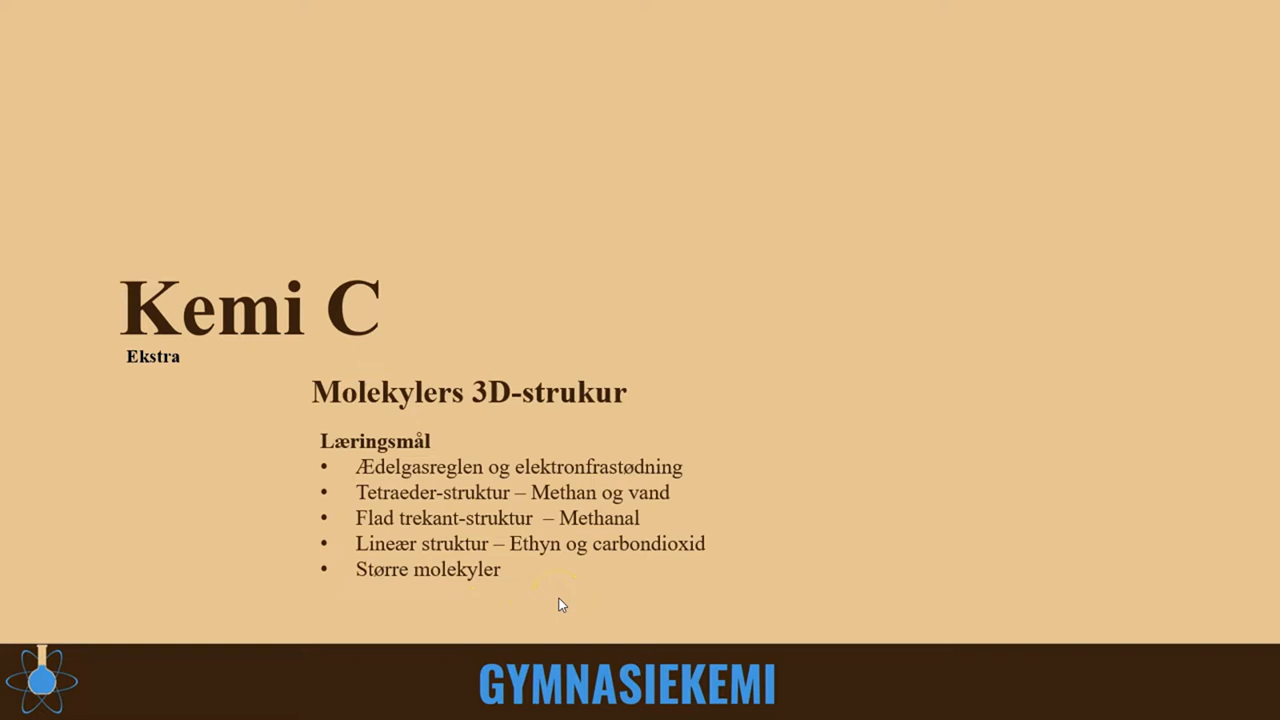 Kemi C
Ekstra
Molekylers 3D-strukur
Læringsmål
• Ædelgasreglen og elektronfrastødning
• Tetraeder-struktur – Methan og vand
• Flad trekant-struktur – Methanal
• Lineær struktur – Ethyn og carbondioxid
• Større molekyler
GYMNASIEKEMI